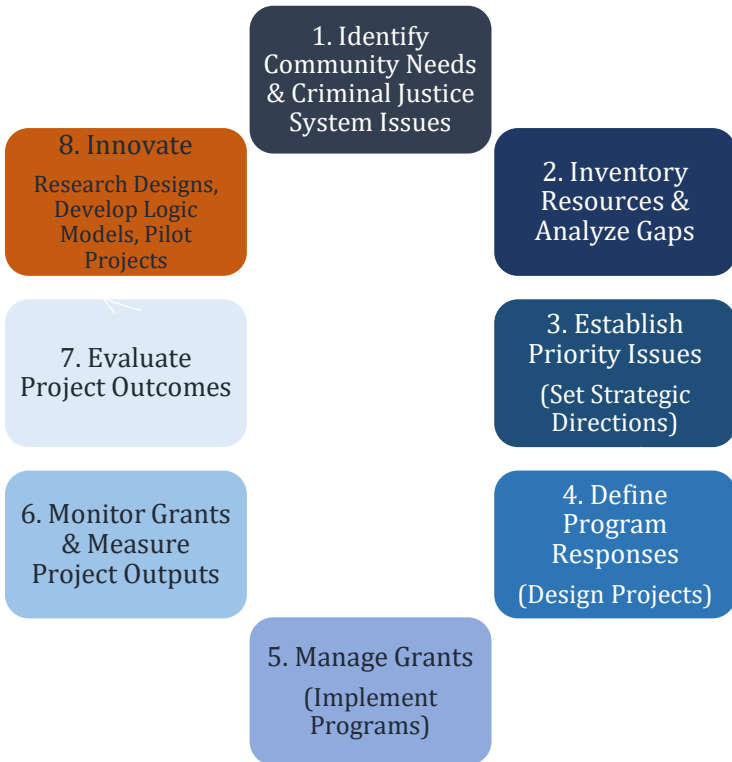 1. Identify
Community Needs
& Criminal Justice
System Issues
2. Inventory
Resources &
Analyze Gaps
3. Establish
Priority Issues
(Set Strategic
Directions)
4. Define
Program
Responses
(Design Projects)
5. Manage Grants
(Implement
Programs)
6. Monitor Grants
& Measure
Project Outputs
7. Evaluate
Project Outcomes
8. Innovate
Research Designs,
Develop Logic
Models, Pilot
Projects